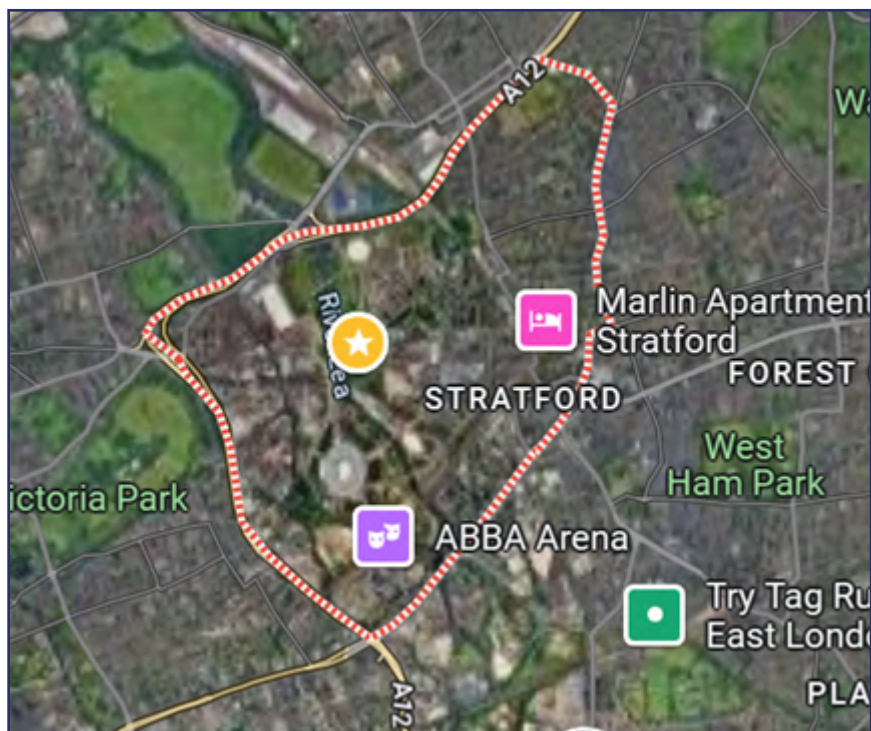 A12
Wa
Marlin Apartment
Stratford
FOREST
STRATFORD
West
Ham Park
ictoria Park
ABBA Arena
Try Tag Ru
East Londo
PLA
A12